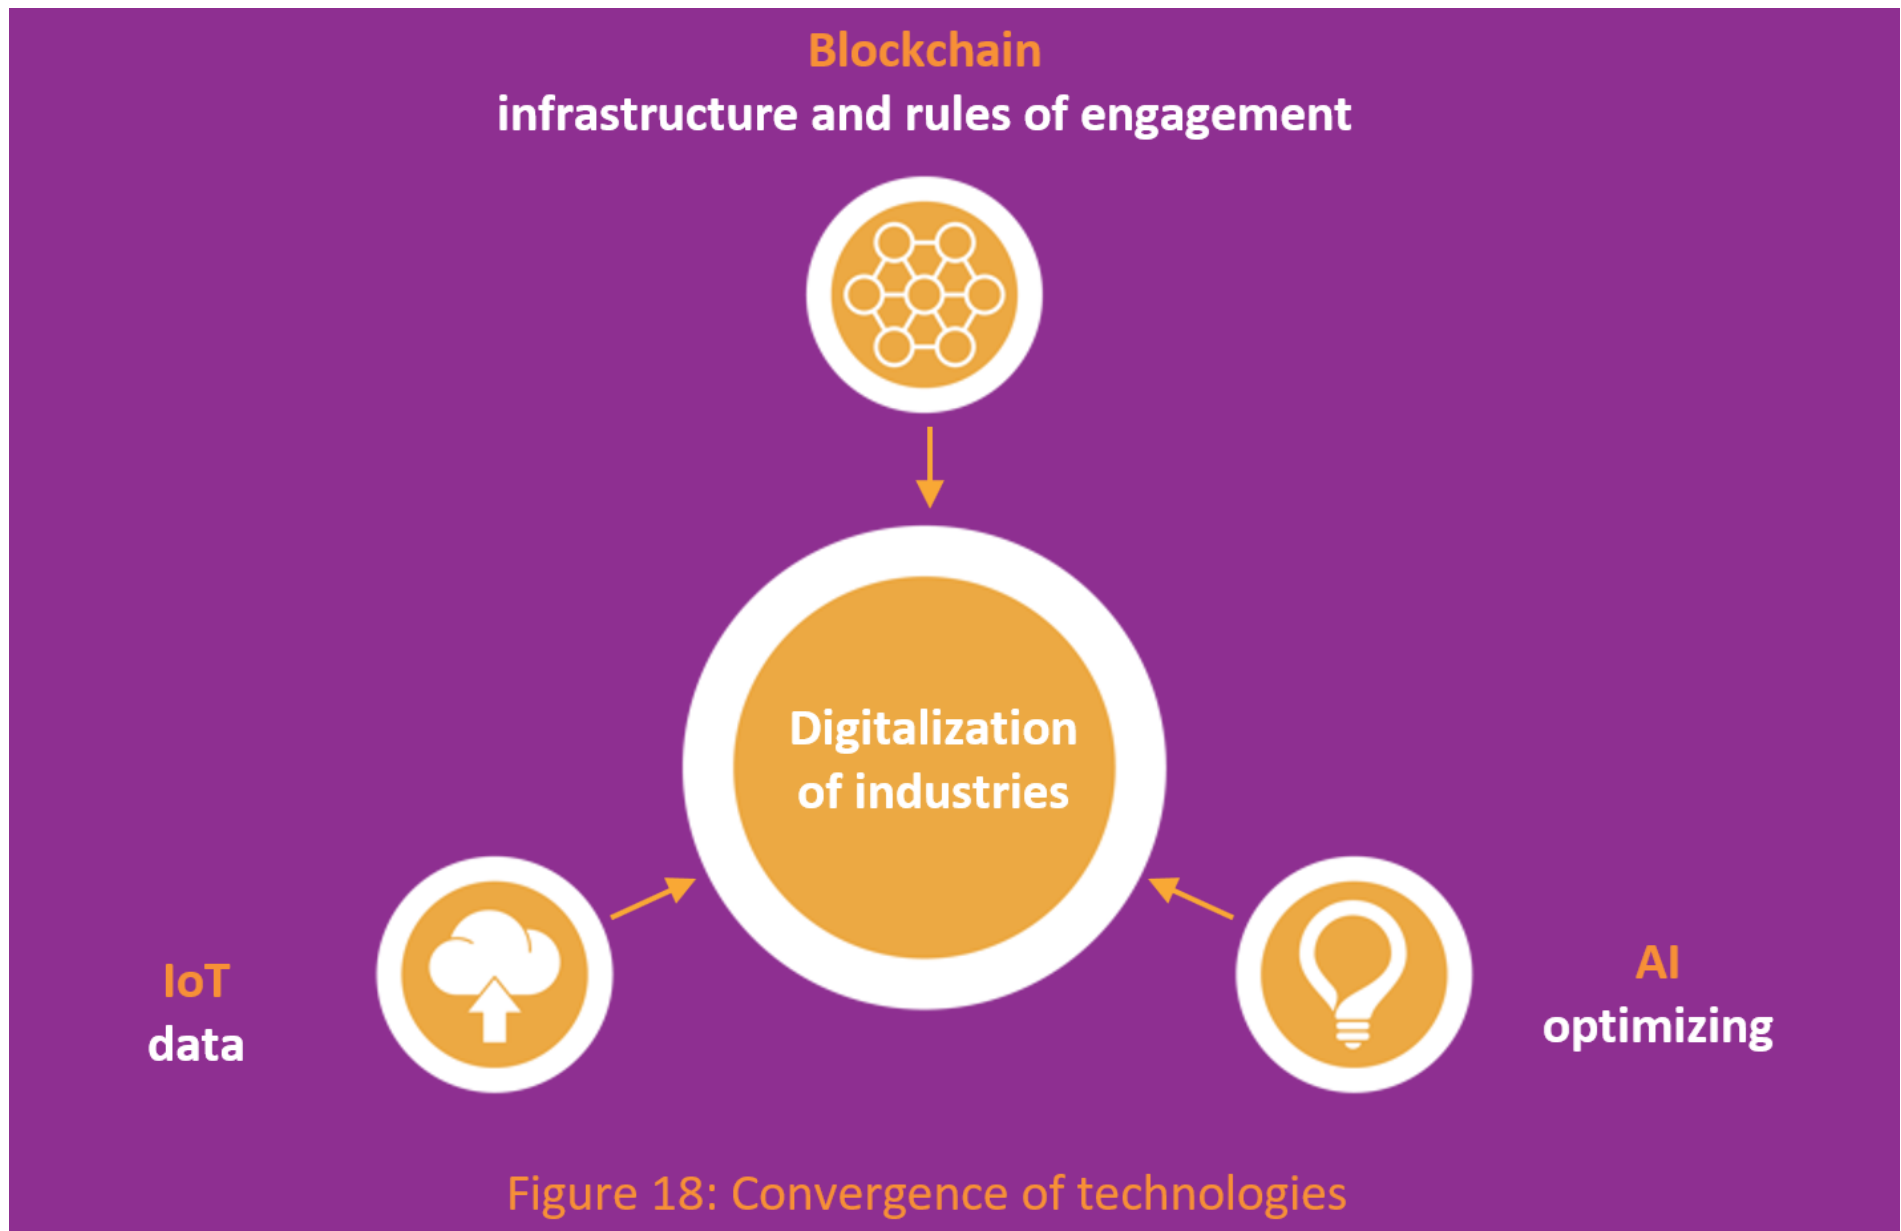 Blockchain
infrastructure and rules of engagement
Digitalization
of industries
IoT
data
AI
optimizing
Figure 18: Convergence of technologies